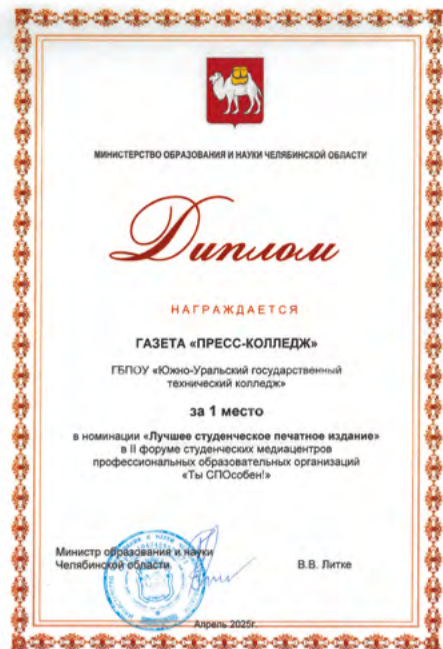 МИНИСТЕРСТВО ОБРАЗОВАНИЯ И НАУКИ ЧЕЛЯБИНСКОЙ ОБЛАСТИ
Диплом
НАГРАЖДАЕТСЯ
ГАЗЕТА «ПРЕСС-КОЛЛЕДЖ»
ГБПОУ «Южно-Уральский государственный
технический колледж»
за 1 место
в номинации «Лучшее студенческое печатное издание»
в II форуме студенческих медиацентров
профессиональных образовательных организаций
«Ты СПОсобен!»
Министр образования и науки
Челябинской области
В.В. Литке
Апрель 2025г.